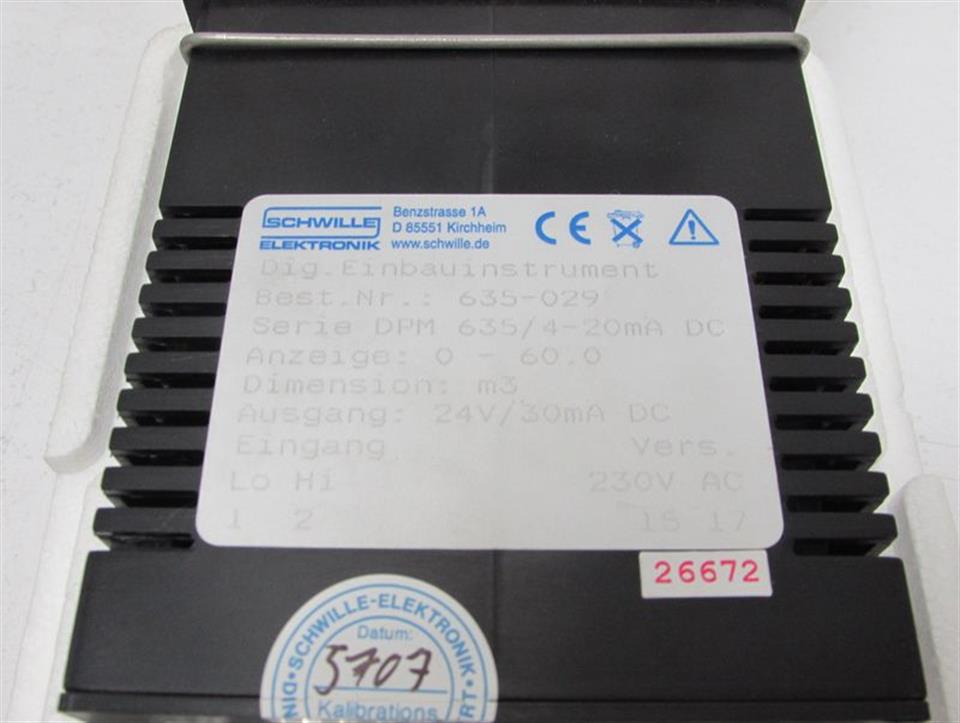 SCHWILLE
ELEKTRONIK
Benzstrasse 1A
D 85551 Kirchheim
www.schwille.de
CE
Dig.Einbauinstrument
Best.Nr.: 635-029
Serie DPM 635/4-20mA DC
Anzeige: 0 - 60.0
Dimension: m3
Ausgang: 24V/30mA DC
Eingang Vers.
Lo Hi 230V AC
1 2 15 17
26672
DIN • SCHWILLE-ELEKTRONIK
Datum:
5707
Kalibrations